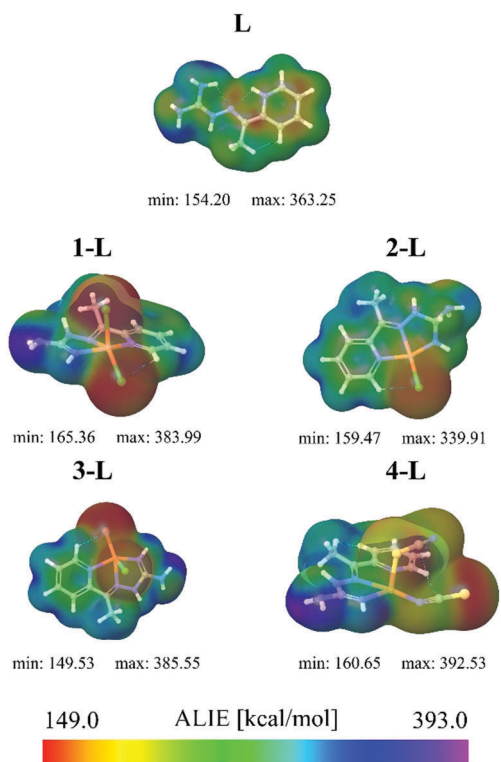 L
min: 154.20 max: 363.25
1-L 2-L
min: 165.36 max: 383.99 min: 159.47 max: 339.91
3-L 4-L
min: 149.53 max: 385.55 min: 160.65 max: 392.53
149.0 ALIE [kcal/mol] 393.0